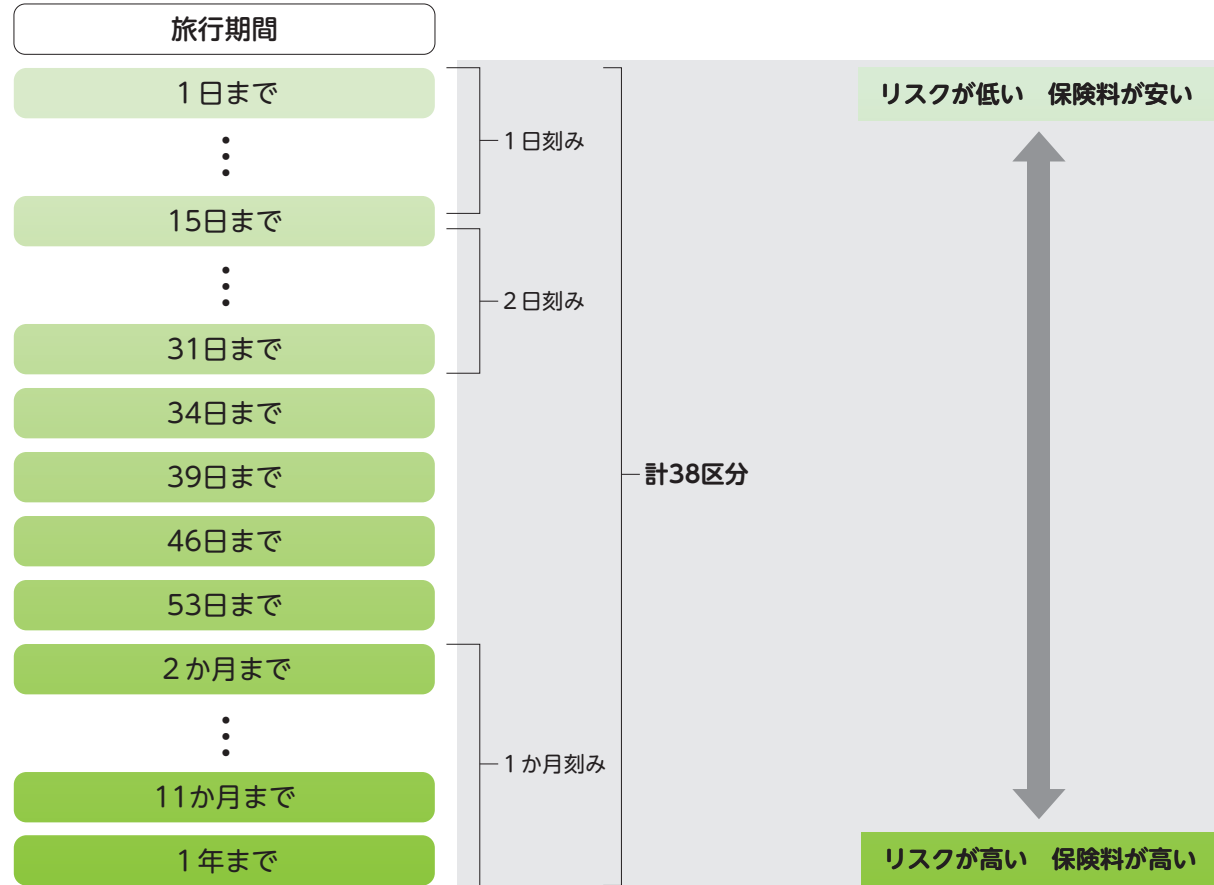 旅行期間
1日まで
リスクが低い 保険料が安い
1日刻み
15日まで
2日刻み
31日まで
34日まで
39日まで
計38区分
46日まで
53日まで
2か月まで
1か月刻み
11か月まで
1年まで
リスクが高い 保険料が高い